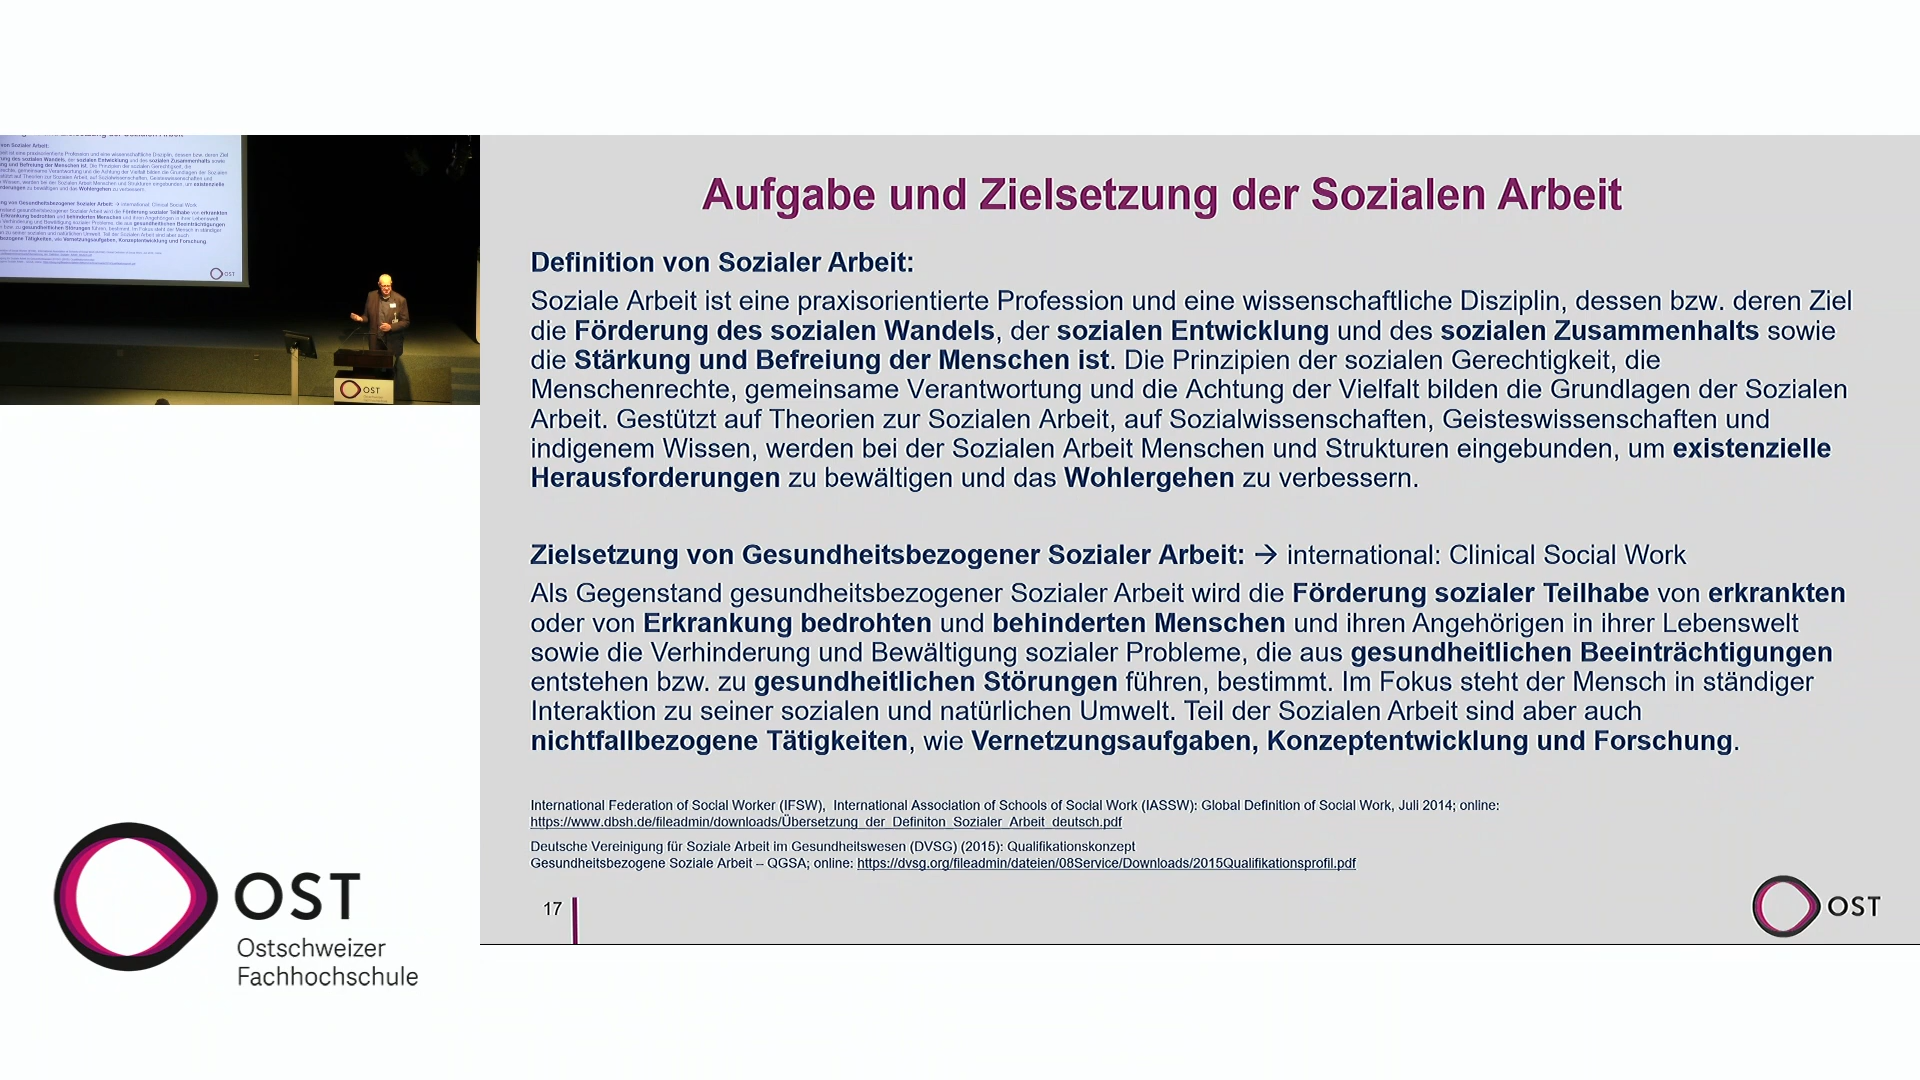 Aufgabe und Zielsetzung der Sozialen Arbeit
Definition von Sozialer Arbeit:
Soziale Arbeit ist eine praxisorientierte Profession und eine wissenschaftliche Disziplin, dessen bzw. deren Ziel
die Förderung des sozialen Wandels, der sozialen Entwicklung und des sozialen Zusammenhalts sowie
die Stärkung und Befreiung der Menschen ist. Die Prinzipien der sozialen Gerechtigkeit, die
Menschenrechte, gemeinsame Verantwortung und die Achtung der Vielfalt bilden die Grundlagen der Sozialen
Arbeit. Gestützt auf Theorien zur Sozialen Arbeit, auf Sozialwissenschaften, Geisteswissenschaften und
indigenem Wissen, werden bei der Sozialen Arbeit Menschen und Strukturen eingebunden, um existenzielle
Herausforderungen zu bewältigen und das Wohlergehen zu verbessern.
Zielsetzung von Gesundheitsbezogener Sozialer Arbeit: → international: Clinical Social Work
Als Gegenstand gesundheitsbezogener Sozialer Arbeit wird die Förderung sozialer Teilhabe von erkrankten
oder von Erkrankung bedrohten und behinderten Menschen und ihren Angehörigen in ihrer Lebenswelt
sowie die Verhinderung und Bewältigung sozialer Probleme, die aus gesundheitlichen Beeinträchtigungen
entstehen bzw. zu gesundheitlichen Störungen führen, bestimmt. Im Fokus steht der Mensch in ständiger
Interaktion zu seiner sozialen und natürlichen Umwelt. Teil der Sozialen Arbeit sind aber auch
nichtfallbezogene Tätigkeiten, wie Vernetzungsaufgaben, Konzeptentwicklung und Forschung.
International Federation of Social Worker (IFSW), International Association of Schools of Social Work (IASSW): Global Definition of Social Work, Juli 2014; online:
https://www.dbsh.de/fileadmin/downloads/Übersetzung_der_Definiton_Sozialer_Arbeit_deutsch.pdf
Deutsche Vereinigung für Soziale Arbeit im Gesundheitswesen (DVSG) (2015): Qualifikationskonzept
Gesundheitsbezogene Soziale Arbeit – QGSA; online: https://dvsg.org/fileadmin/dateien/08Service/Downloads/2015Qualifikationsprofil.pdf
17
OST
OST
Ostschweizer
Fachhochschule
OST
OST